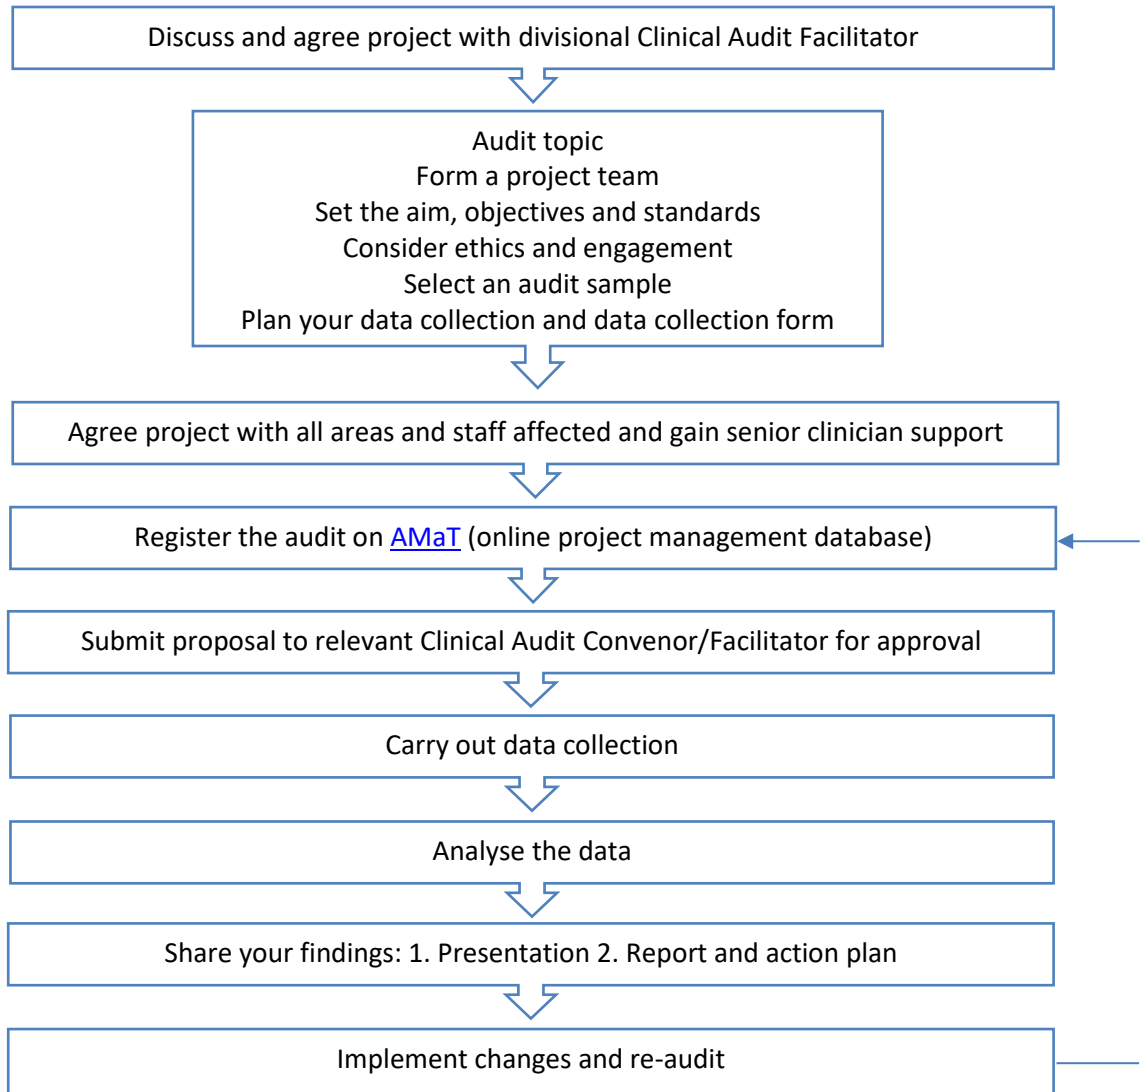 Discuss and agree project with divisional Clinical Audit Facilitator
Audit topic
Form a project team
Set the aim, objectives and standards
Consider ethics and engagement
Select an audit sample
Plan your data collection and data collection form
Agree project with all areas and staff affected and gain senior clinician support
Register the audit on AMaT (online project management database)
Submit proposal to relevant Clinical Audit Convenor/Facilitator for approval
Carry out data collection
Analyse the data
Share your findings: 1. Presentation 2. Report and action plan
Implement changes and re-audit